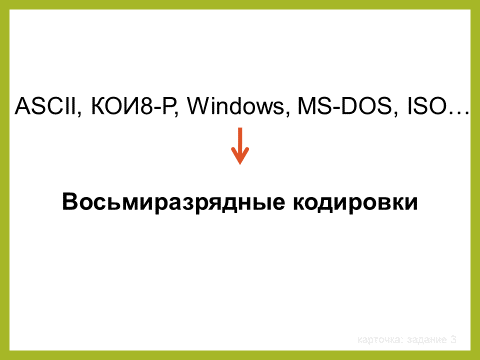 ASCII, КОИ8-Р, Windows, MS-DOS, ISO…
Восьмиразрядные кодировки
карточка: задание 3